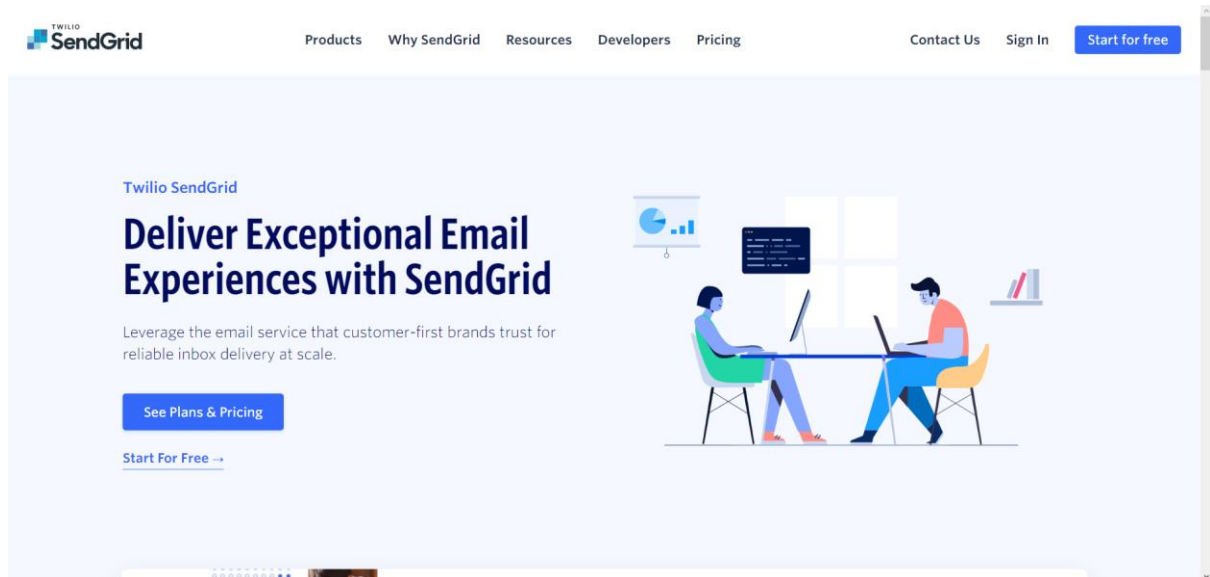 TWILIO
SendGrid
Products Why SendGrid Resources Developers Pricing Contact Us Sign In Start for free
Twilio SendGrid
Deliver Exceptional Email
Experiences with SendGrid
Leverage the email service that customer-first brands trust for
reliable inbox delivery at scale.
See Plans & Pricing
Start For Free →